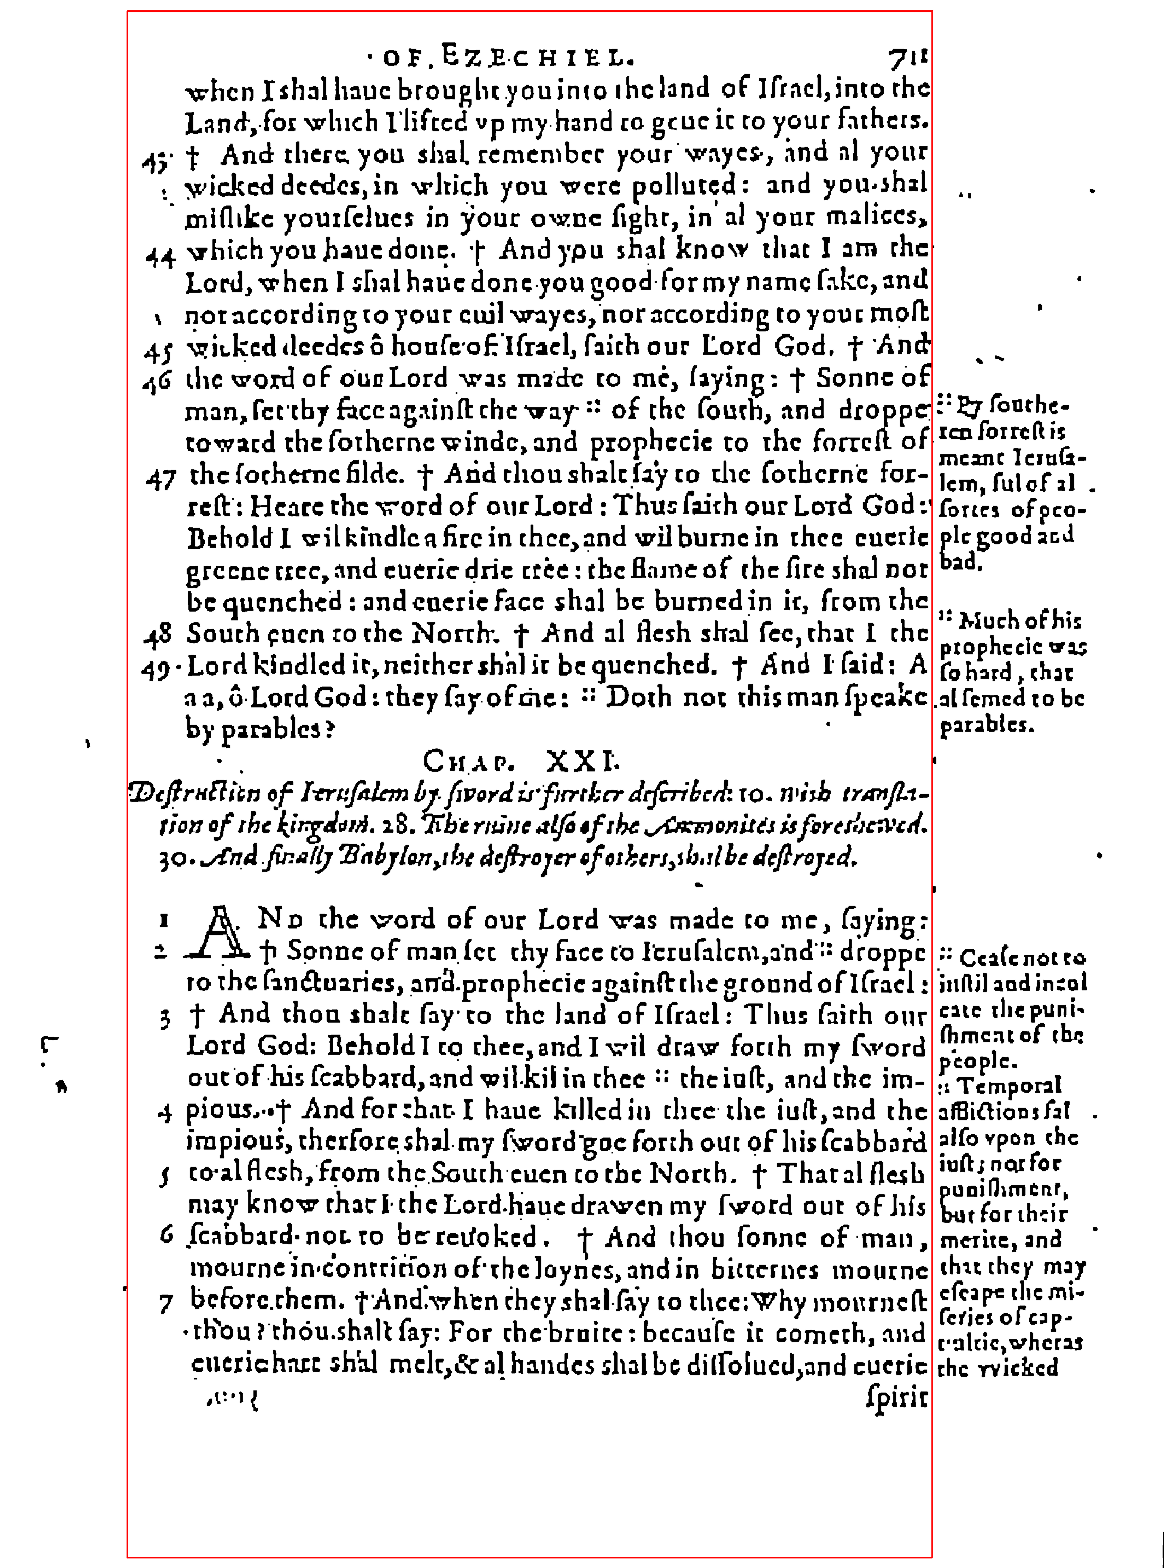 OF EZECHIEL. 711
when I shal haue brought you into the land of Iſrael, into the
Land, for which I lifted vp my hand to geue it to your fathers.
43 † And there you shal remember your wayes, and al your
wicked deedes, in which you were polluted: and you shal
miſlike yourſelues in your owne ſight, in al your malices,
44 which you haue done. † And you shal know that I am the
Lord, when I shal haue done you good for my name ſake, and
not according to your euil wayes, nor according to your moſt
45 wicked deedes ô houſe of Iſrael, ſaith our Lord God. † And
46 the word of our Lord was made to me, ſaying: † Sonne of
man, ſet thy face againſt the way :: of the ſouth, and droppe
toward the ſotherne winde, and prophecie to the forreſt of
47 the ſotherne filde. † And thou shalt ſay to the ſotherne for-
reſt: Heare the word of our Lord: Thus ſaith our Lord God:
Behold I wil kindle a fire in thee, and wil burne in thee euerie
greene tree, and euerie drie tree: the flame of the fire shal not
be quenched: and euerie face shal be burned in it, from the
48 South euen to the North. † And al flesh shal ſee, that I the
49 Lord kindled it, neither shal it be quenched. † And I ſaid: A
a a, ô Lord God: they ſay of me: :: Doth not this man ſpeake
by parables?
:: By ſouthe-
ren forreſt is
meant Ieruſa-
lem, ful of al
ſortes of peo-
ple good and
bad.
:: Much of his
prophecie was
ſo hard, that
al ſemed to be
parables.
CHAP. XXI.
Deſtruction of Ieruſalem by ſword is further deſcribed: 10. with tranſla-
tion of the kingdom. 28. The ruine alſo of the Ammonites is foreshewed.
30. And finally Babylon, the deſtroyer of others, shal be deſtroyed.
1 AND the word of our Lord was made to me, ſaying:
2 † Sonne of man ſet thy face to Ieruſalem, and :: droppe
to the ſanctuaries, and prophecie againſt the ground of Iſrael:
3 † And thou shalt ſay to the land of Iſrael: Thus ſaith our
Lord God: Behold I to thee, and I wil draw forth my ſword
out of his ſcabbard, and wil kil in thee :: the iuſt, and the im-
4 pious. † And for that I haue killed in thee the iuſt, and the
impious, therfore shal my ſword goe forth out of his ſcabbard
5 to al flesh, from the South euen to the North. † That al flesh
may know that I the Lord haue drawen my ſword out of his
6 ſcabbard not to be reuoked. † And thou ſonne of man,
mourne in contrition of the loynes, and in bitternes mourne
7 before them. † And when they shal ſay to thee: Why mourneſt
thou? thou shalt ſay: For the bruite: becauſe it cometh, and
euerie hart shal melt, & al handes shal be diſſolued, and euerie
ſpirit
:: Ceaſe not to
inſtil and incul
cate the puni-
shment of the
people.
:: Temporal
afflictions fal
alſo vpon the
iuſt; not for
punishment,
but for their
merite, and
that they may
eſcape the mi-
ſeries of cap-
tiuitie, wheras
the wicked